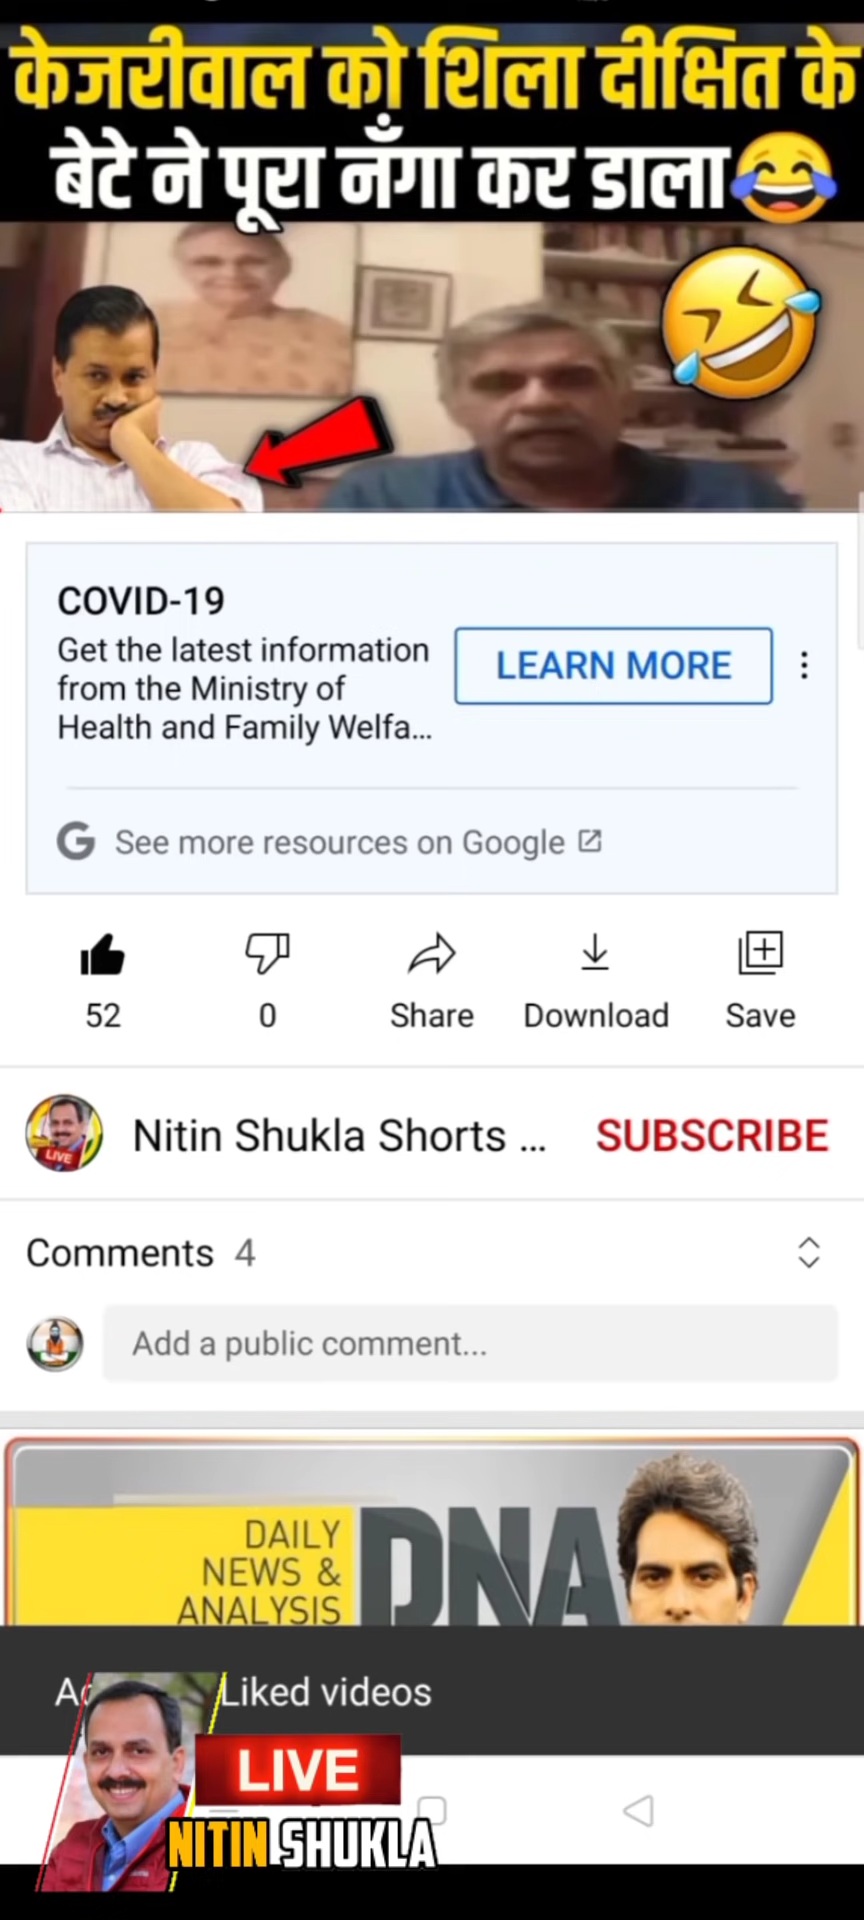 केजरीवाल को शिला दीक्षित के
बेटे ने पूरा नँगा कर डाला
COVID-19
Get the latest information
from the Ministry of
Health and Family Welfa...
LEARN MORE
See more resources on Google
52
0
Share
Download
Save
LIVE
Nitin Shukla Shorts ...
SUBSCRIBE
Comments 4
Add a public comment...
DAILY
NEWS &
ANALYSIS
DNA
Liked videos
LIVE
NITIN SHUKLA